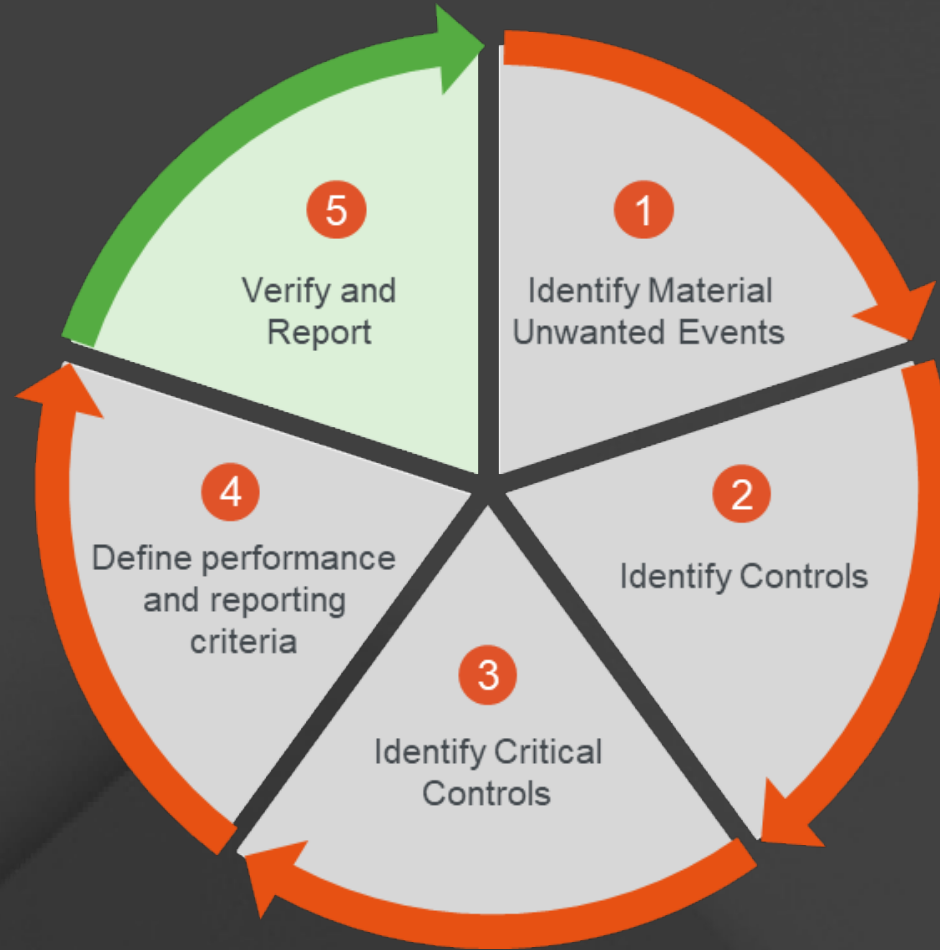 1
Identify Material
Unwanted Events
2
Identify Controls
3
Identify Critical
Controls
4
Define performance
and reporting
criteria
5
Verify and
Report